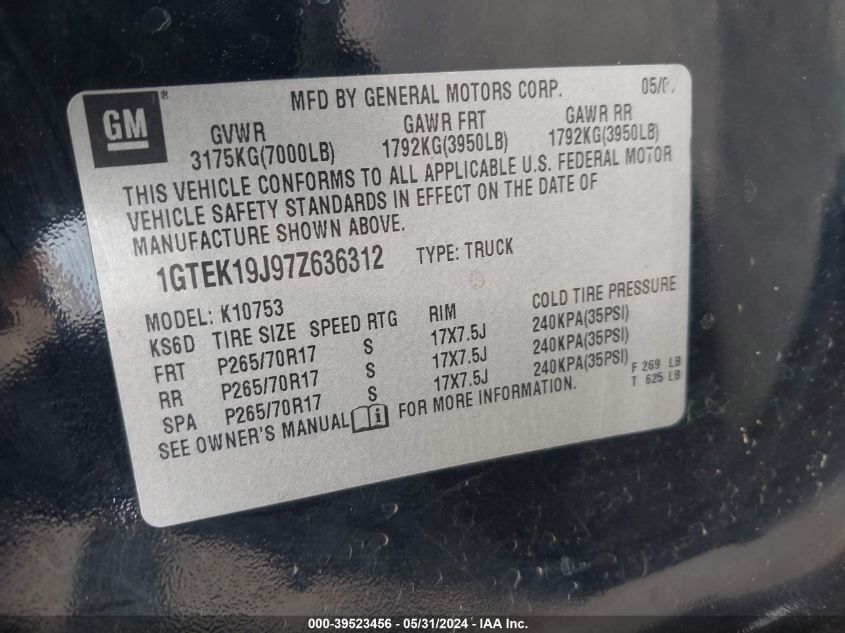 GM ®
MFD BY GENERAL MOTORS CORP. 05/0
GVWR GAWR FRT GAWR RR
3175KG(7000LB) 1792KG(3950LB) 1792KG(3950LB)
THIS VEHICLE CONFORMS TO ALL APPLICABLE U.S. FEDERAL MOTOR
VEHICLE SAFETY STANDARDS IN EFFECT ON THE DATE OF
MANUFACTURE SHOWN ABOVE.
1GTEK19J97Z636312 TYPE: TRUCK
MODEL: K10753
KS6D TIRE SIZE SPEED RTG RIM COLD TIRE PRESSURE
FRT P265/70R17 S 17X7.5J 240KPA(35PSI)
RR P265/70R17 S 17X7.5J 240KPA(35PSI)
SPA P265/70R17 S 17X7.5J 240KPA(35PSI)
F 269 LB
T 625 LB
SEE OWNER'S MANUAL i FOR MORE INFORMATION.
000-39523456 - 05/31/2024 - IAA Inc.